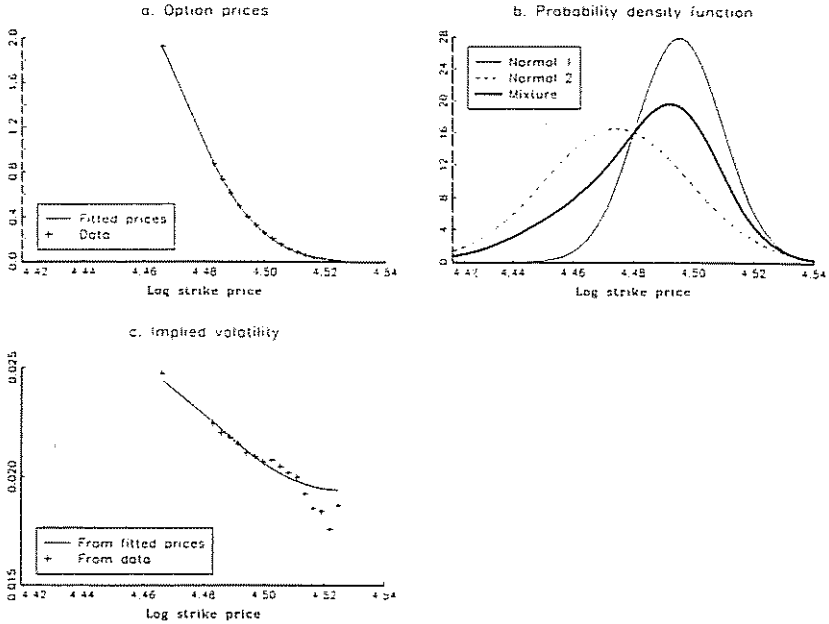 a. Option prices
2.0
1.6
1.2
0.8
0.4
0.0
Fitted prices
Data
4.42 4.44 4.46 4.48 4.50 4.52 4.54
Log strike price
b. Probability density function
28
24
20
16
12
8
4
0
Normal 1
Normal 2
Mixture
4.42 4.44 4.46 4.48 4.50 4.52 4.54
Log strike price
c. Implied volatility
0.025
0.020
0.015
From fitted prices
From data
4.42 4.44 4.46 4.48 4.50 4.52 4.54
Log strike price